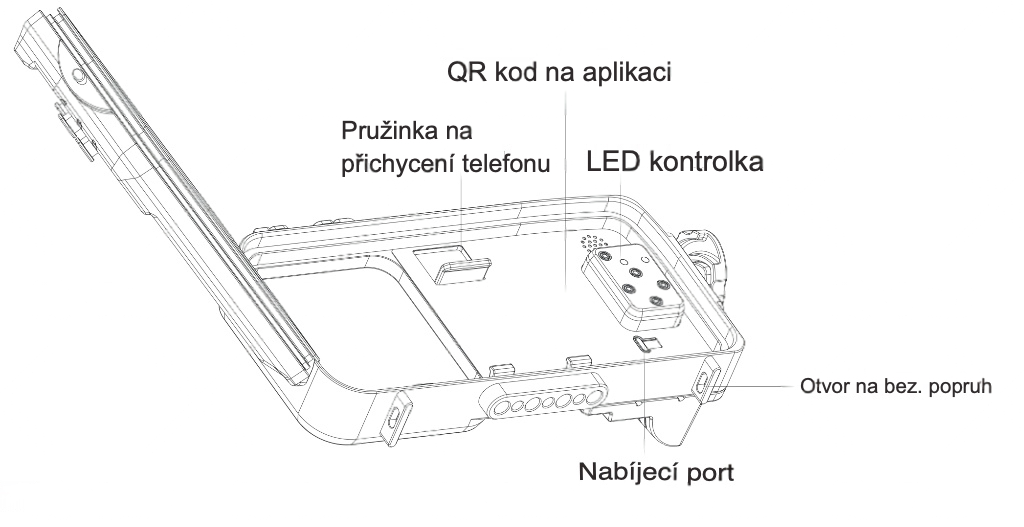 QR kod na aplikaci
Pružinka na
přichycení telefonu
LED kontrolka
Otvor na bez. popruh
Nabíjecí port